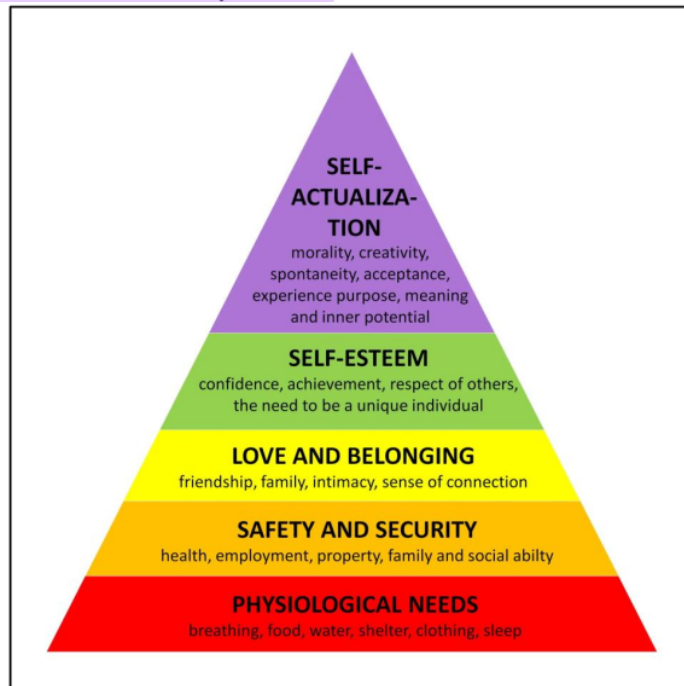 SELF-
ACTUALIZA-
TION
morality, creativity,
spontaneity, acceptance,
experience purpose, meaning
and inner potential
SELF-ESTEEM
confidence, achievement, respect of others,
the need to be a unique individual
LOVE AND BELONGING
friendship, family, intimacy, sense of connection
SAFETY AND SECURITY
health, employment, property, family and social abilty
PHYSIOLOGICAL NEEDS
breathing, food, water, shelter, clothing, sleep